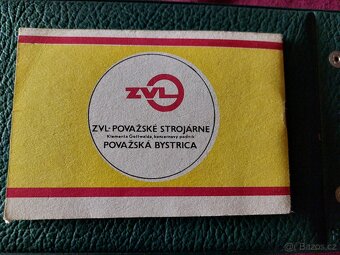 ZVL
ZVL-POVAŽSKÉ STROJÁRNE
Klementa Gottwalda, koncernový podnik
POVAŽSKÁ BYSTRICA
Bazos.cz